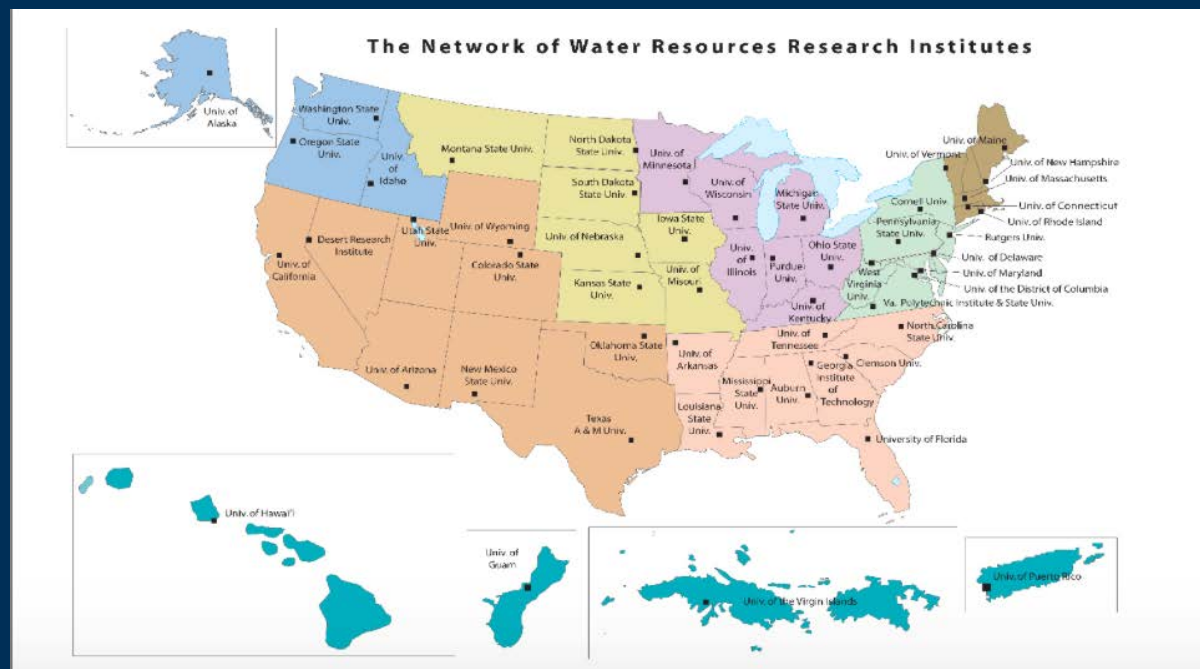 The Network of Water Resources Research Institutes
Univ. of
Alaska
Washington State
Univ.
Oregon State
Univ.
Univ.
of
Idaho
Montana State Univ.
North Dakota
State Univ.
South Dakota
State Univ.
Univ. of
Minnesota
Univ. of
Wisconsin
Michigan
State Univ.
Univ. of Maine
Univ. of Vermont
Univ. of New Hampshire
Univ. of Massachusetts
Univ. of Connecticut
Univ. of Rhode Island
Cornell Univ.
Pennsylvania
State Univ.
Rutgers Univ.
Univ. of Delaware
Univ. of Maryland
Univ. of the District of Columbia
Va. Polytechnic Institute & State Univ.
West
Virginia
Univ.
Ohio State
Univ.
Purdue
Univ.
Univ.
of
Illinois
Univ. of
Kentucky
Iowa State
Univ.
Univ. of
Misouri
Univ. of Nebraska
Kansas State
Univ.
Univ. of Wyoming
Colorado State
Univ.
Utah State
Univ.
Desert Research
Institute
Univ. of
California
Univ. of Arizona
New Mexico
State Univ.
Oklahoma State
Univ.
Texas
A & M Univ.
Univ. of
Arkansas
Louisiana
State
Univ.
Mississippi
State
Univ.
Auburn
Univ.
Georgia
Institute
of
Technology
Univ. of
Tennessee
North Carolina
State Univ.
Clemson Univ.
University of Florida
Univ. of Hawai'i
Univ. of
Guam
Univ. of the Virgin Islands
Univ. of Puerto Rico